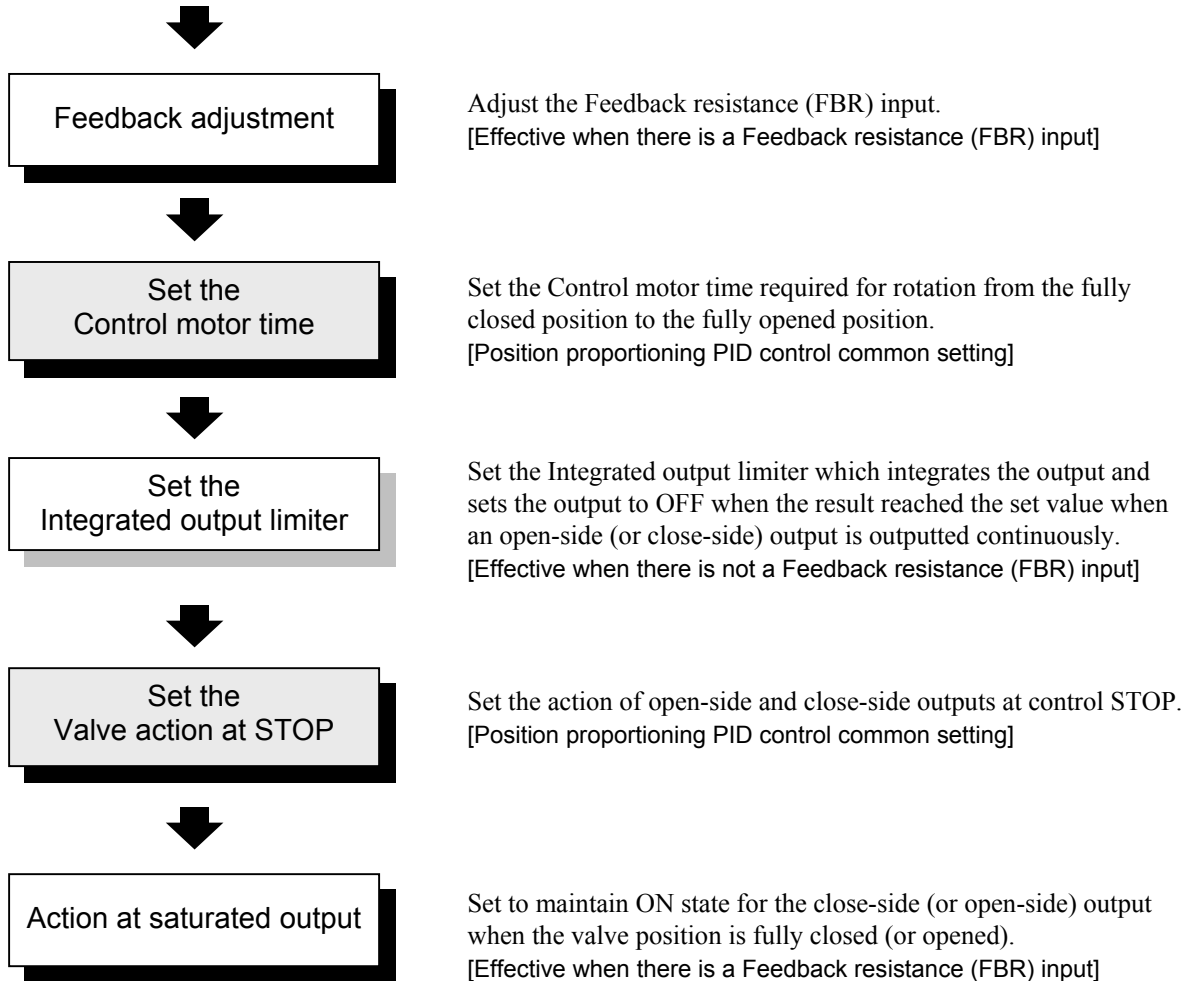 Feedback adjustment
Adjust the Feedback resistance (FBR) input.
[Effective when there is a Feedback resistance (FBR) input]
Set the
Control motor time
Set the Control motor time required for rotation from the fully
closed position to the fully opened position.
[Position proportioning PID control common setting]
Set the
Integrated output limiter
Set the Integrated output limiter which integrates the output and
sets the output to OFF when the result reached the set value when
an open-side (or close-side) output is outputted continuously.
[Effective when there is not a Feedback resistance (FBR) input]
Set the
Valve action at STOP
Set the action of open-side and close-side outputs at control STOP.
[Position proportioning PID control common setting]
Action at saturated output
Set to maintain ON state for the close-side (or open-side) output
when the valve position is fully closed (or opened).
[Effective when there is a Feedback resistance (FBR) input]